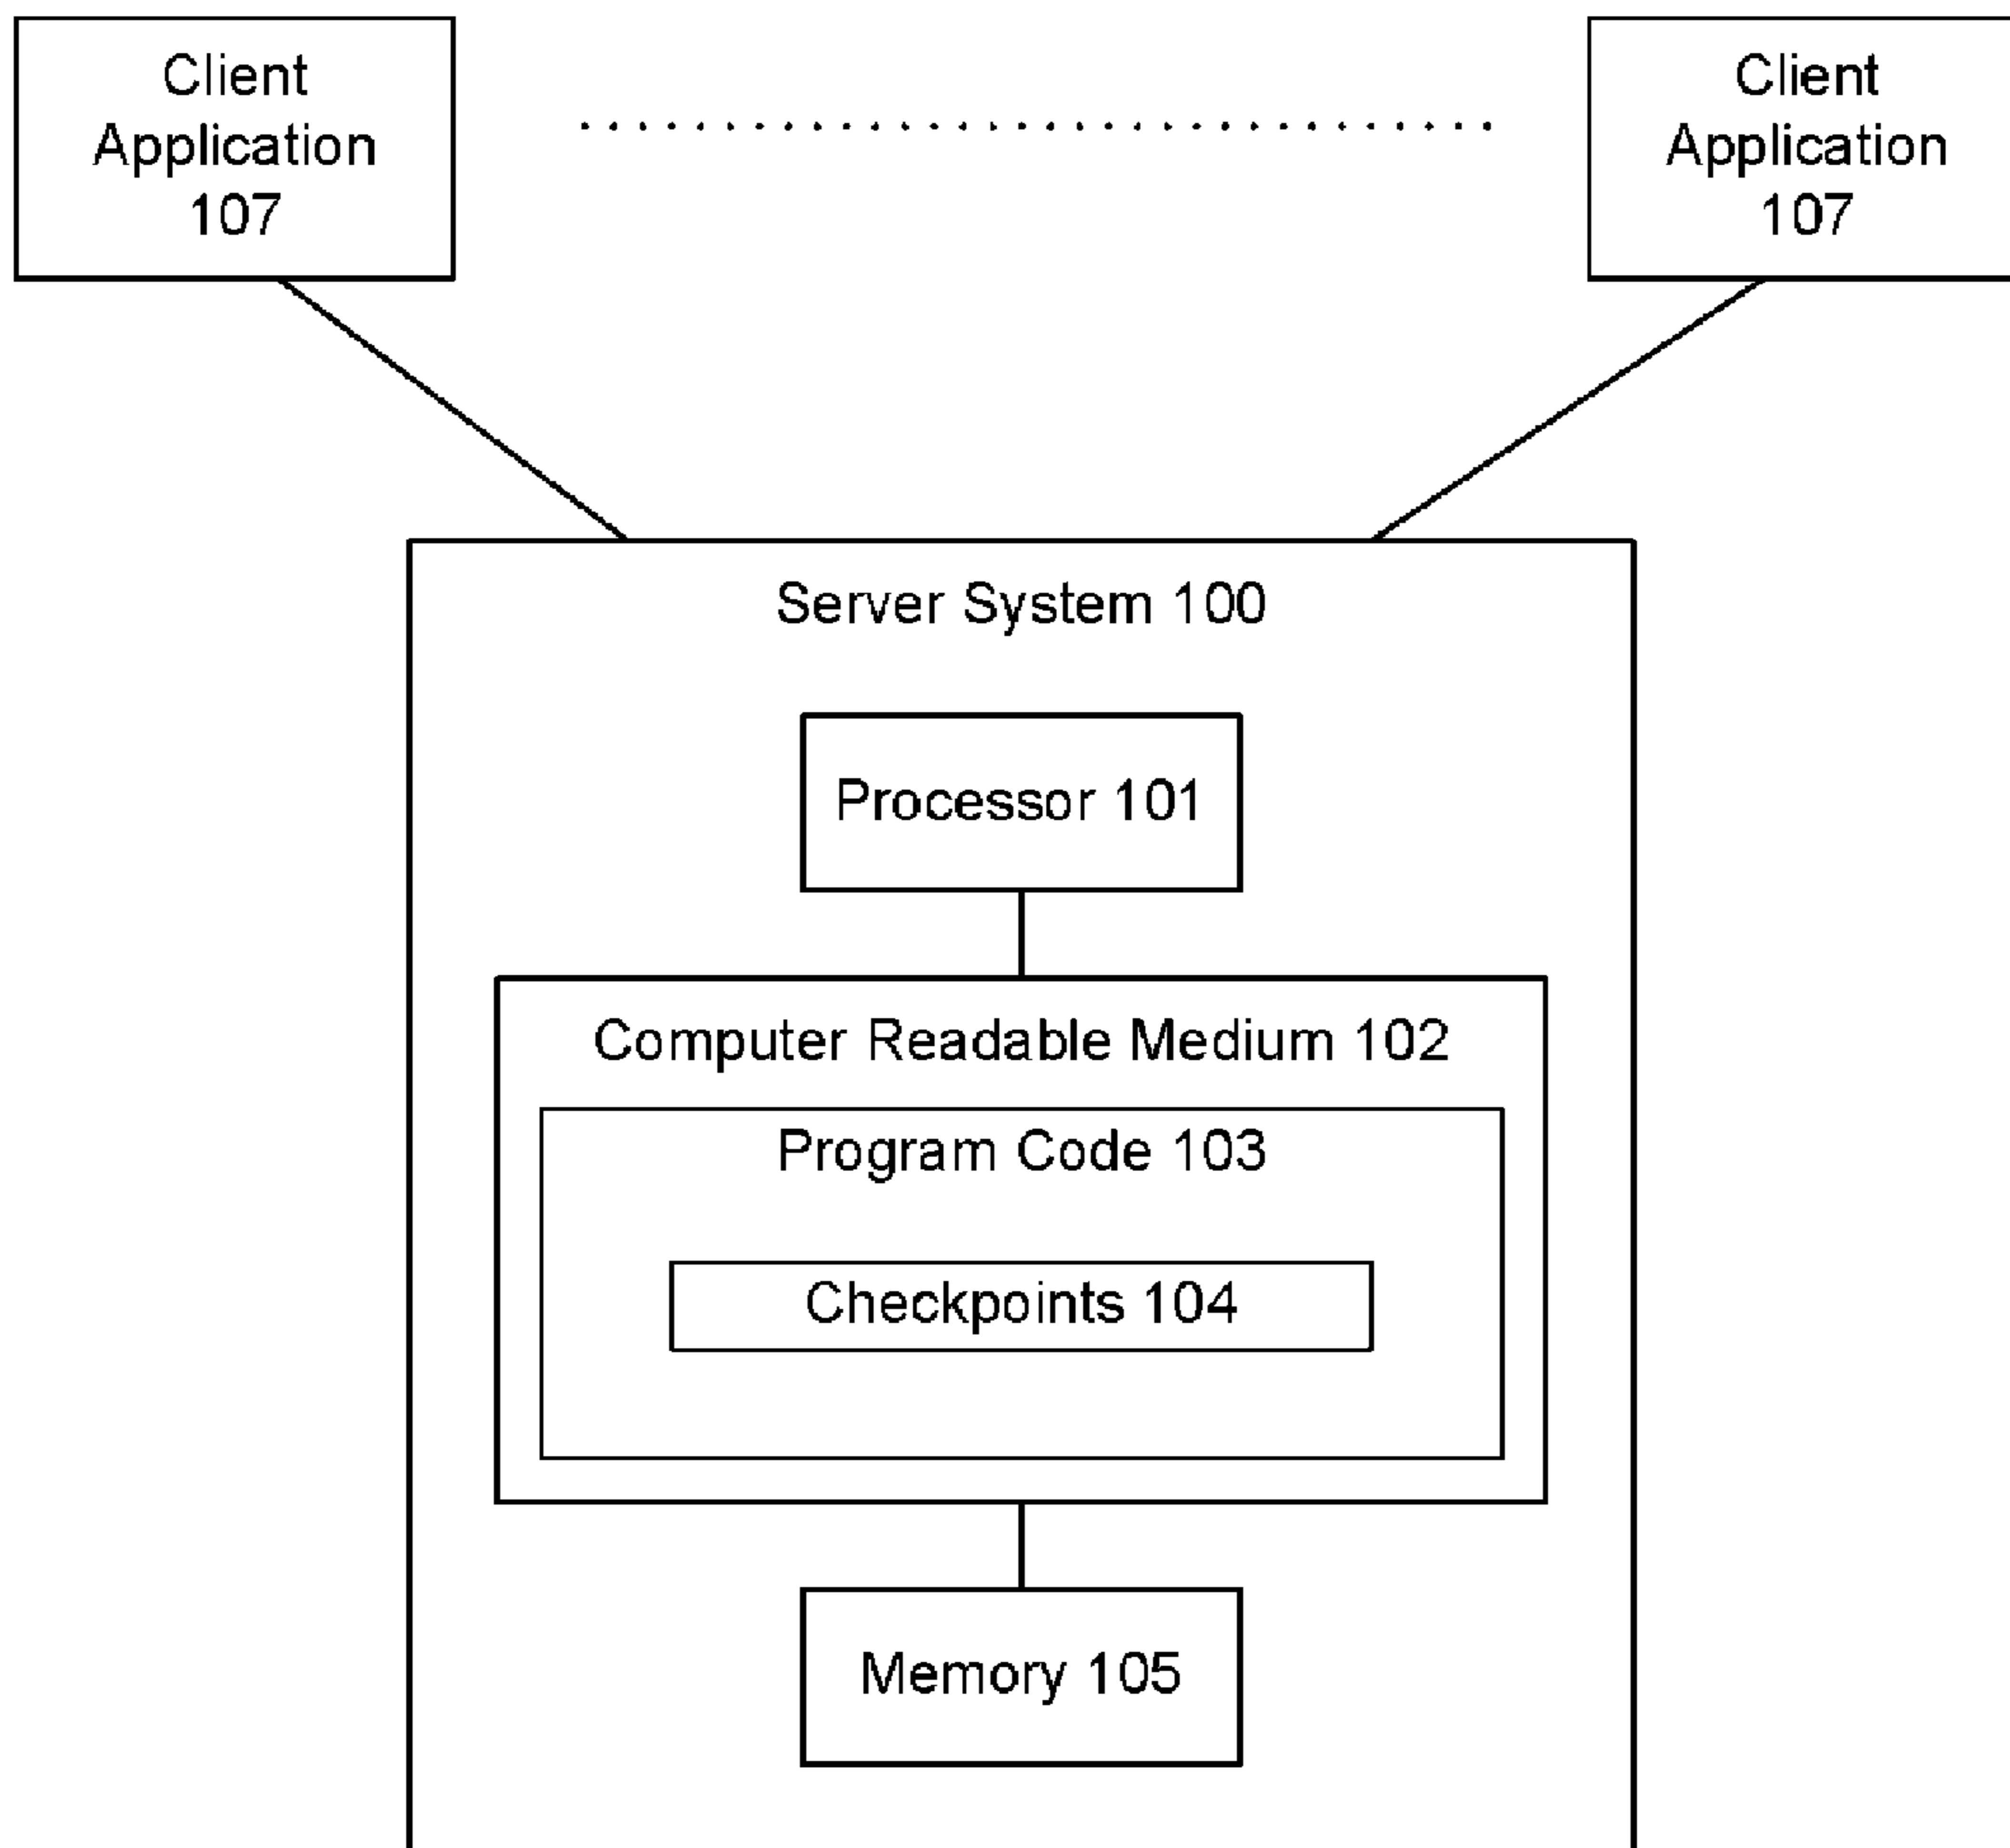 Client
Application
107
Client
Application
107
Server System 100
Processor 101
Computer Readable Medium 102
Program Code 103
Checkpoints 104
Memory 105